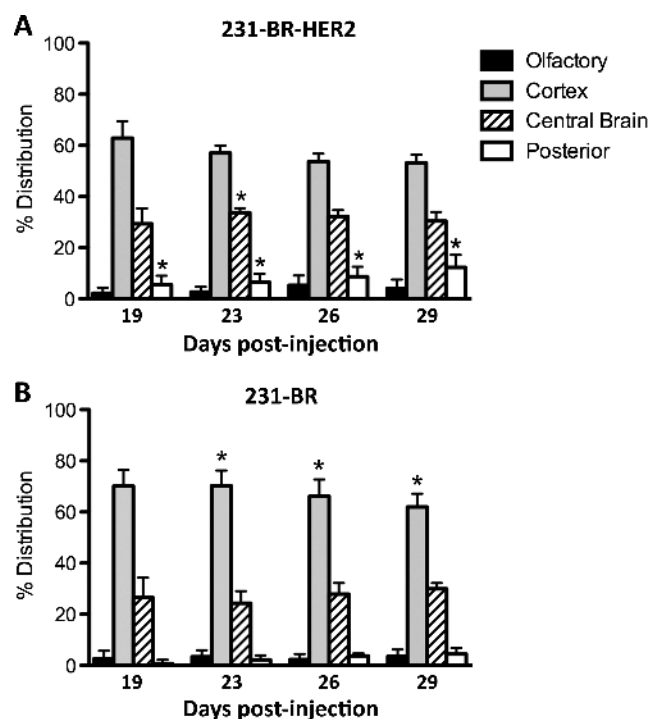 A
231-BR-HER2
Olfactory
Cortex
Central Brain
Posterior
% Distribution
100
80
60
40
20
0
*
*
*
*
*
19 23 26 29
Days post-injection
B
231-BR
% Distribution
100
80
60
40
20
0
*
*
*
19 23 26 29
Days post-injection